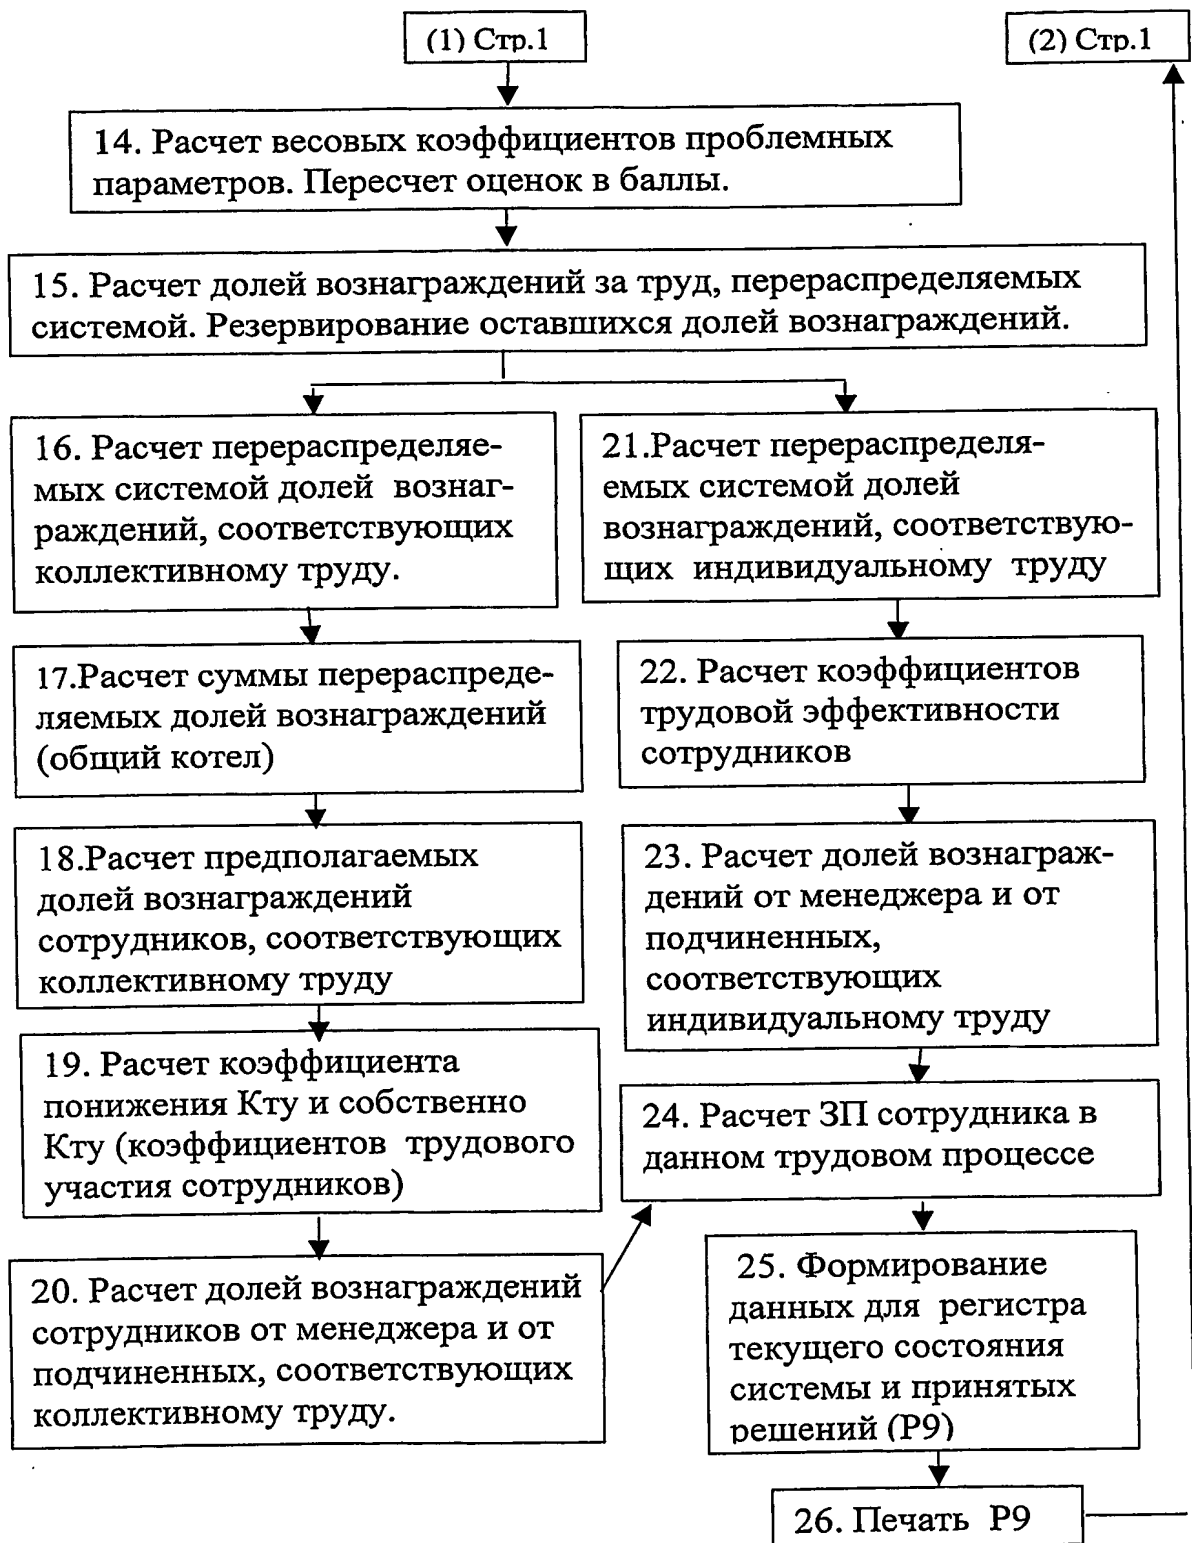 (1) Стр.1
(2) Стр.1
14. Расчет весовых коэффициентов проблемных
параметров. Пересчет оценок в баллы.
15. Расчет долей вознаграждений за труд, перераспределяемых
системой. Резервирование оставшихся долей вознаграждений.
16. Расчет перераспределяе-
мых системой долей вознаг-
раждений, соответствующих
коллективному труду.
17.Расчет суммы перераспреде-
ляемых долей вознаграждений
(общий котел)
18.Расчет предполагаемых
долей вознаграждений
сотрудников, соответствующих
коллективному труду
19. Расчет коэффициента
понижения Кту и собственно
Кту (коэффициентов трудового
участия сотрудников)
20. Расчет долей вознаграждений
сотрудников от менеджера и от
подчиненных, соответствующих
коллективному труду.
21.Расчет перераспределя-
емых системой долей
вознаграждений, соответствую-
щих индивидуальному труду
22. Расчет коэффициентов
трудовой эффективности
сотрудников
23. Расчет долей вознаграж-
дений от менеджера и от
подчиненных,
соответствующих
индивидуальному труду
24. Расчет ЗП сотрудника в
данном трудовом процессе
25. Формирование
данных для регистра
текущего состояния
системы и принятых
решений (Р9)
26. Печать Р9